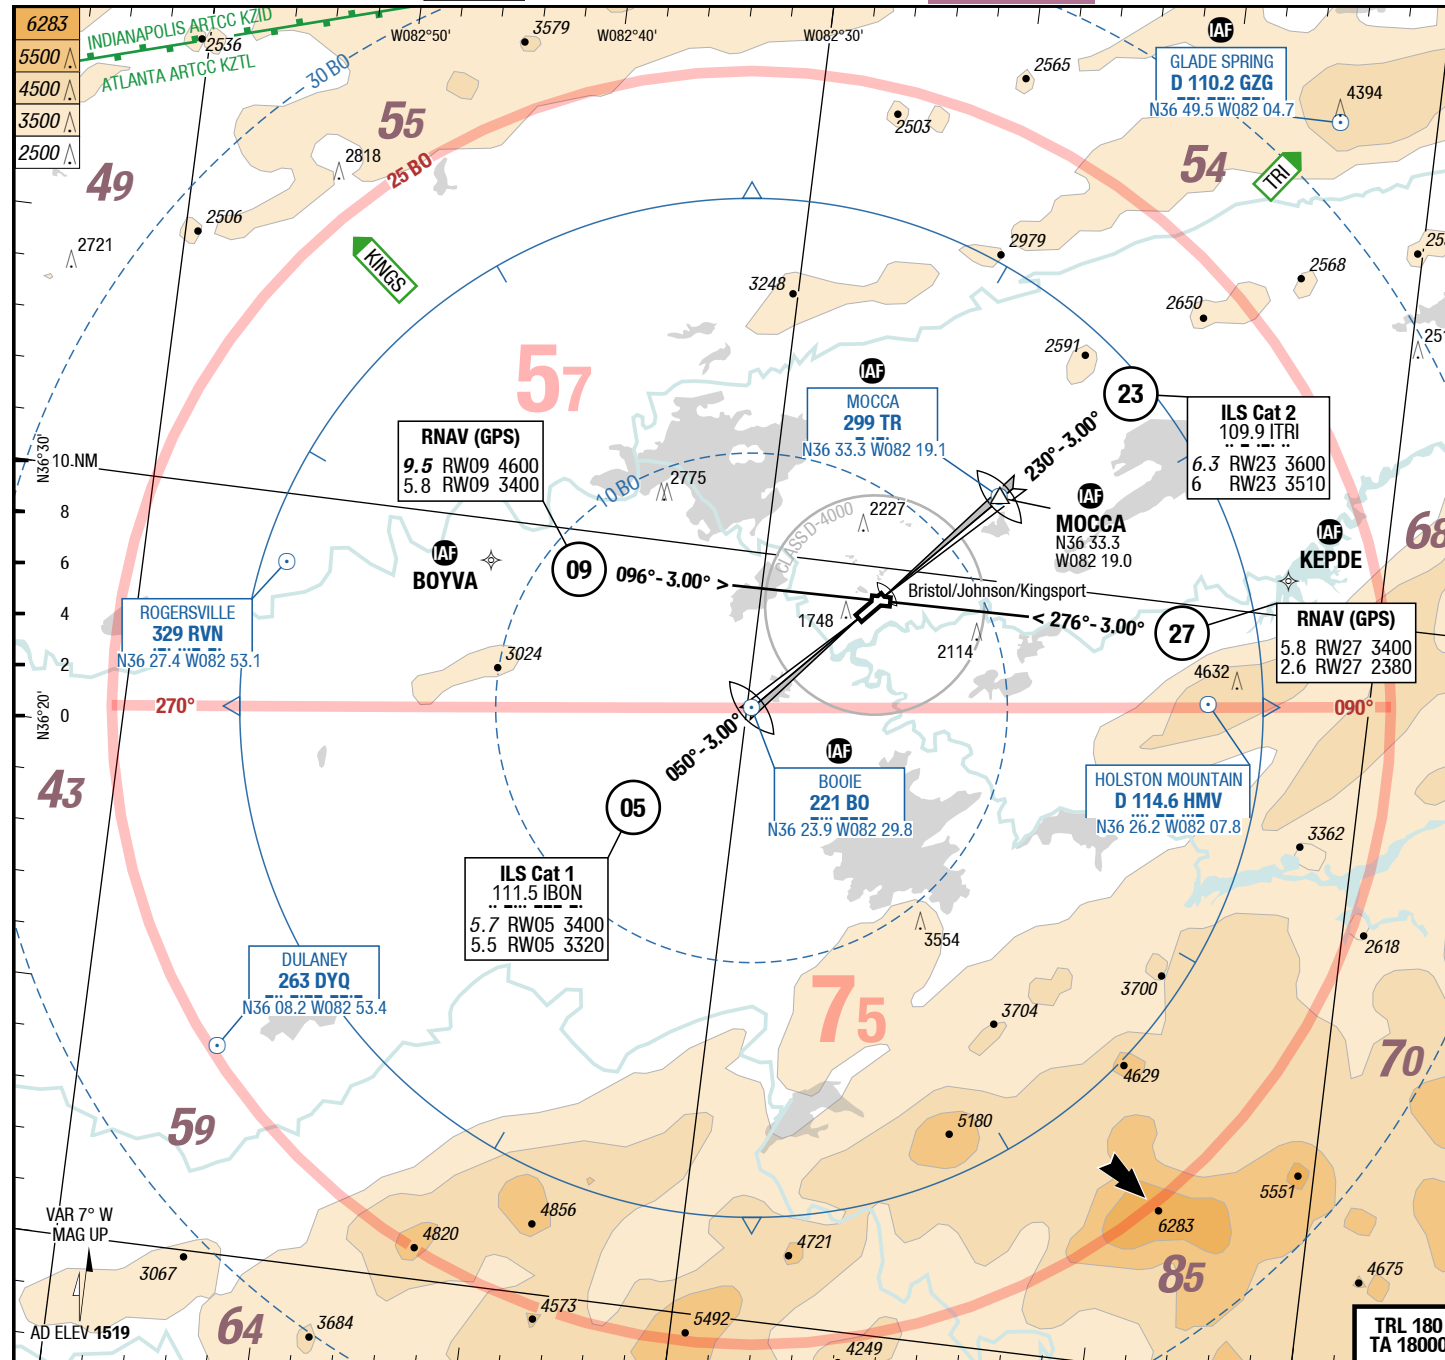 6283
5500
4500
3500
2500
INDIANAPOLIS ARTCC KZID
ATLANTA ARTCC KZTL
2536
W082°50'
3579
W082°40'
W082°30'
30 BO
IAF
GLADE SPRING
D 110.2 GZG
N36 49.5 W082 04.7
4394
2565
2503
55
25 BO
2818
49
54
TRI
2506
2721
KINGS
2979
2568
3248
2650
2591
57
IAF
MOCCA
299 TR
N36 33.3 W082 19.1
23
230°-3.00°
ILS Cat 2
109.9 ITRI
6.3 RW23 3600
6 RW23 3510
RNAV (GPS)
9.5 RW09 4600
5.8 RW09 3400
N36°30'
10 NM
8
6
4
2
0
N36°20'
10 BO
2775
2227
CLASS D-4000
IAF
MOCCA
N36 33.3
W082 19.0
68
IAF
KEPDE
IAF
BOYVA
09
096°-3.00° >
Bristol/Johnson/Kingsport
1748
2114
< 276°-3.00°
27
RNAV (GPS)
5.8 RW27 3400
2.6 RW27 2380
ROGERSVILLE
329 RVN
N36 27.4 W082 53.1
3024
4632
270°
090°
050°-3.00°
05
IAF
BOOIE
221 BO
N36 23.9 W082 29.8
HOLSTON MOUNTAIN
D 114.6 HMV
N36 26.2 W082 07.8
43
3362
ILS Cat 1
111.5 IBON
5.7 RW05 3400
5.5 RW05 3320
3554
2618
DULANEY
263 DYQ
N36 08.2 W082 53.4
3700
3704
75
4629
70
59
5180
5551
6283
85
VAR 7° W
MAG UP
3067
AD ELEV 1519
4820
4856
4721
4573
5492
4249
64
3684
4675
TRL 180
TA 18000